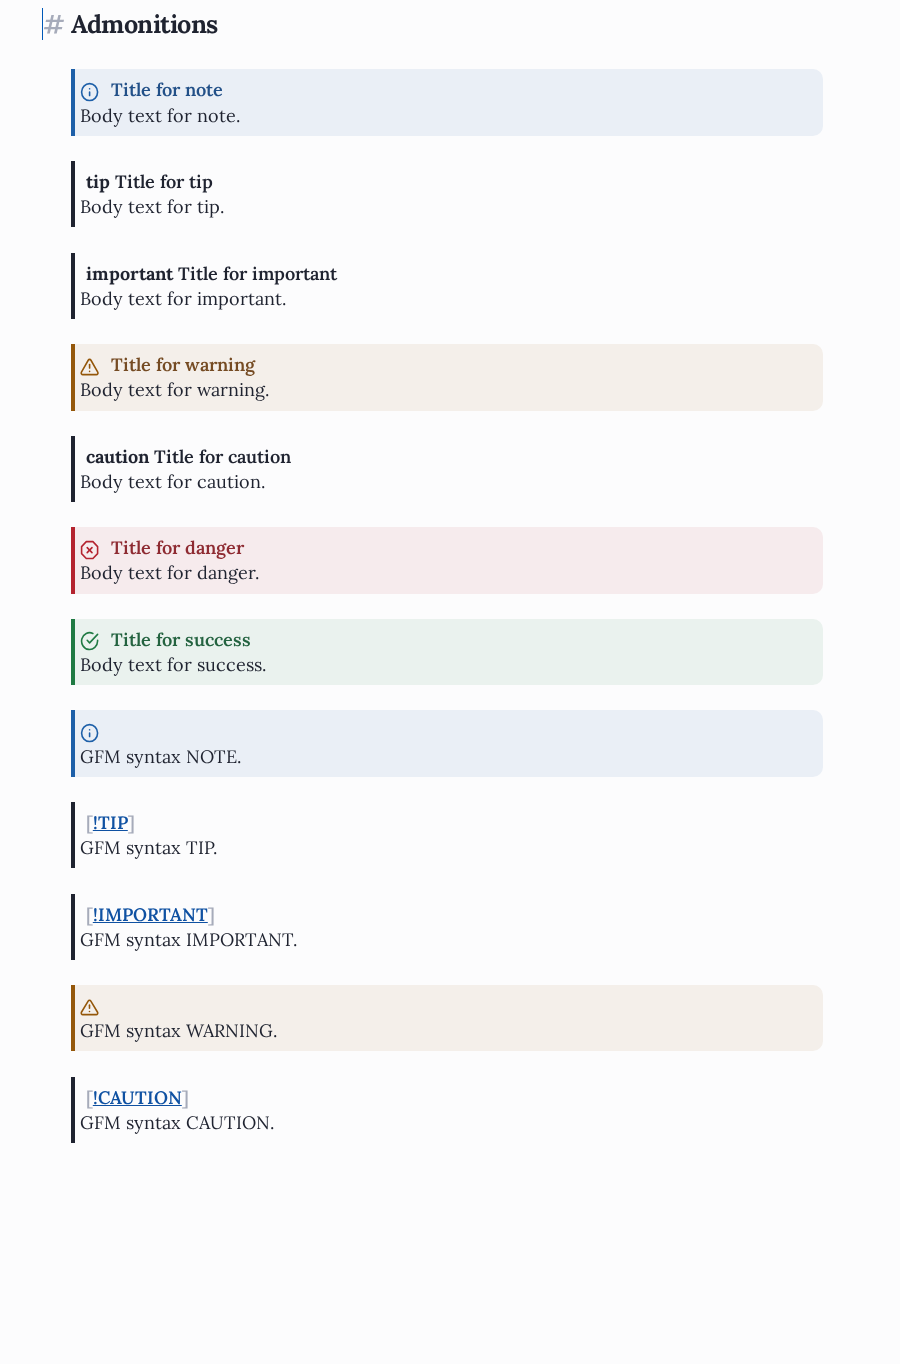 # Admonitions
Title for note
Body text for note.
tip Title for tip
Body text for tip.
important Title for important
Body text for important.
Title for warning
Body text for warning.
caution Title for caution
Body text for caution.
Title for danger
Body text for danger.
Title for success
Body text for success.
GFM syntax NOTE.
[!TIP]
GFM syntax TIP.
[!IMPORTANT]
GFM syntax IMPORTANT.
GFM syntax WARNING.
[!CAUTION]
GFM syntax CAUTION.